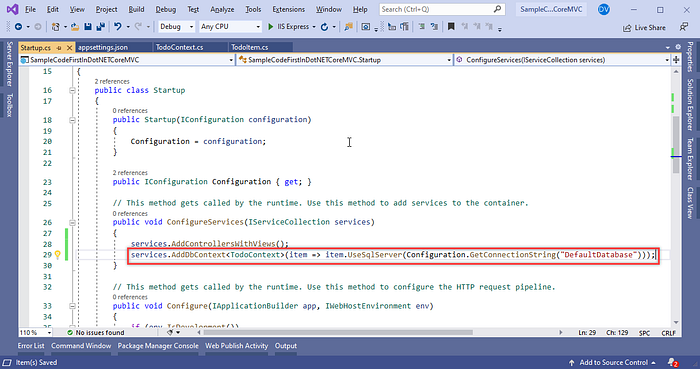 File Edit View Git Project Build Debug Test Analyze Tools Extensions Window Help Search SampleC...CoreMVC DV
Debug Any CPU IIS Express Live Share
Startup.cs appsettings.json TodoContext.cs TodoItem.cs
SampleCodeFirstInDotNETCoreMVC SampleCodeFirstInDotNETCoreMVC.Startup ConfigureServices(IServiceCollection services)
Server Explorer
Toolbox
15 {
2 references
16 public class Startup
17 {
0 references
18 public Startup(IConfiguration configuration)
19 {
20 Configuration = configuration;
21 }
22
2 references
23 public IConfiguration Configuration { get; }
24
25 // This method gets called by the runtime. Use this method to add services to the container.
0 references
26 public void ConfigureServices(IServiceCollection services)
27 {
28 services.AddControllersWithViews();
29 services.AddDbContext<TodoContext>(item => item.UseSqlServer(Configuration.GetConnectionString("DefaultDatabase")));
30 }
31
32 // This method gets called by the runtime. Use this method to configure the HTTP request pipeline.
0 references
33 public void Configure(IApplicationBuilder app, IWebHostEnvironment env)
34 {
35 if (env.IsDevelopment())
Properties
Solution Explorer
Team Explorer
Class View
110 % No issues found Ln: 29 Ch: 129 SPC CRLF
Error List Command Window Package Manager Console Web Publish Activity Output
Item(s) Saved Add to Source Control 2